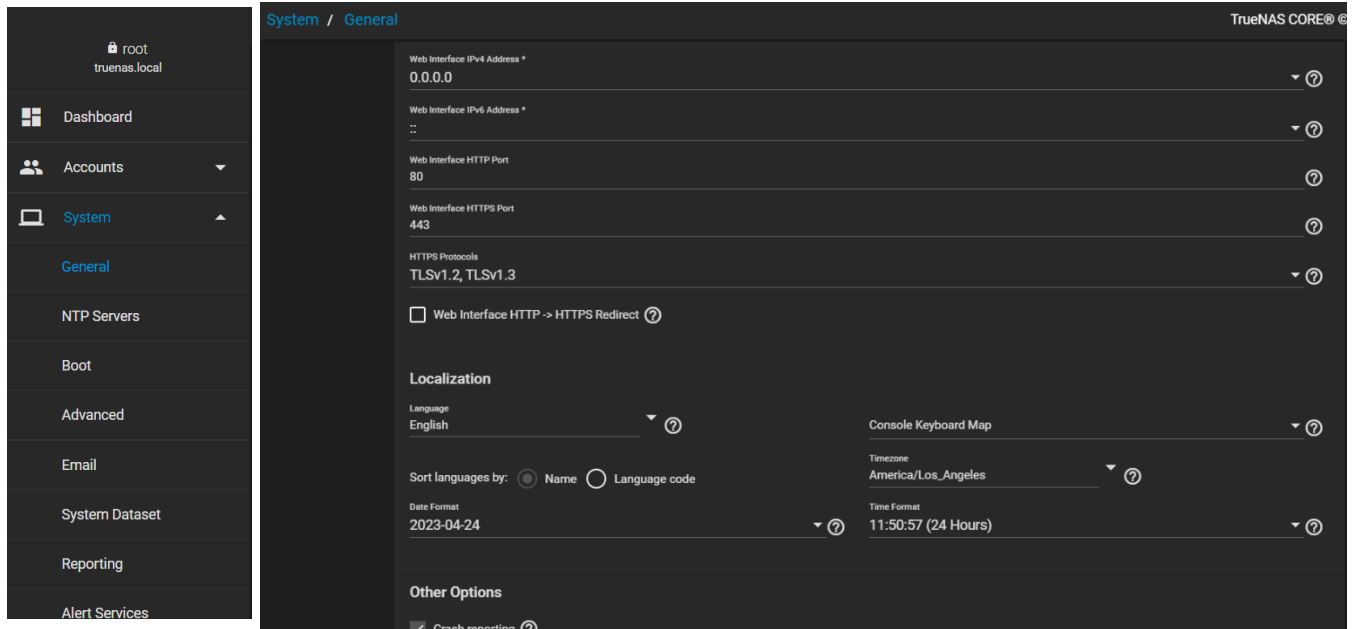 root
truenas.local
Dashboard
Accounts
System
General
NTP Servers
Boot
Advanced
Email
System Dataset
Reporting
Alert Services
System / General
TrueNAS CORE® ©
Web Interface IPv4 Address *
0.0.0.0
Web Interface IPv6 Address *
::
Web Interface HTTP Port
80
Web Interface HTTPS Port
443
HTTPS Protocols
TLSv1.2, TLSv1.3
Web Interface HTTP -> HTTPS Redirect
Localization
Language
English
Console Keyboard Map
Sort languages by: Name Language code
Timezone
America/Los_Angeles
Date Format
2023-04-24
Time Format
11:50:57 (24 Hours)
Other Options
Crash reporting